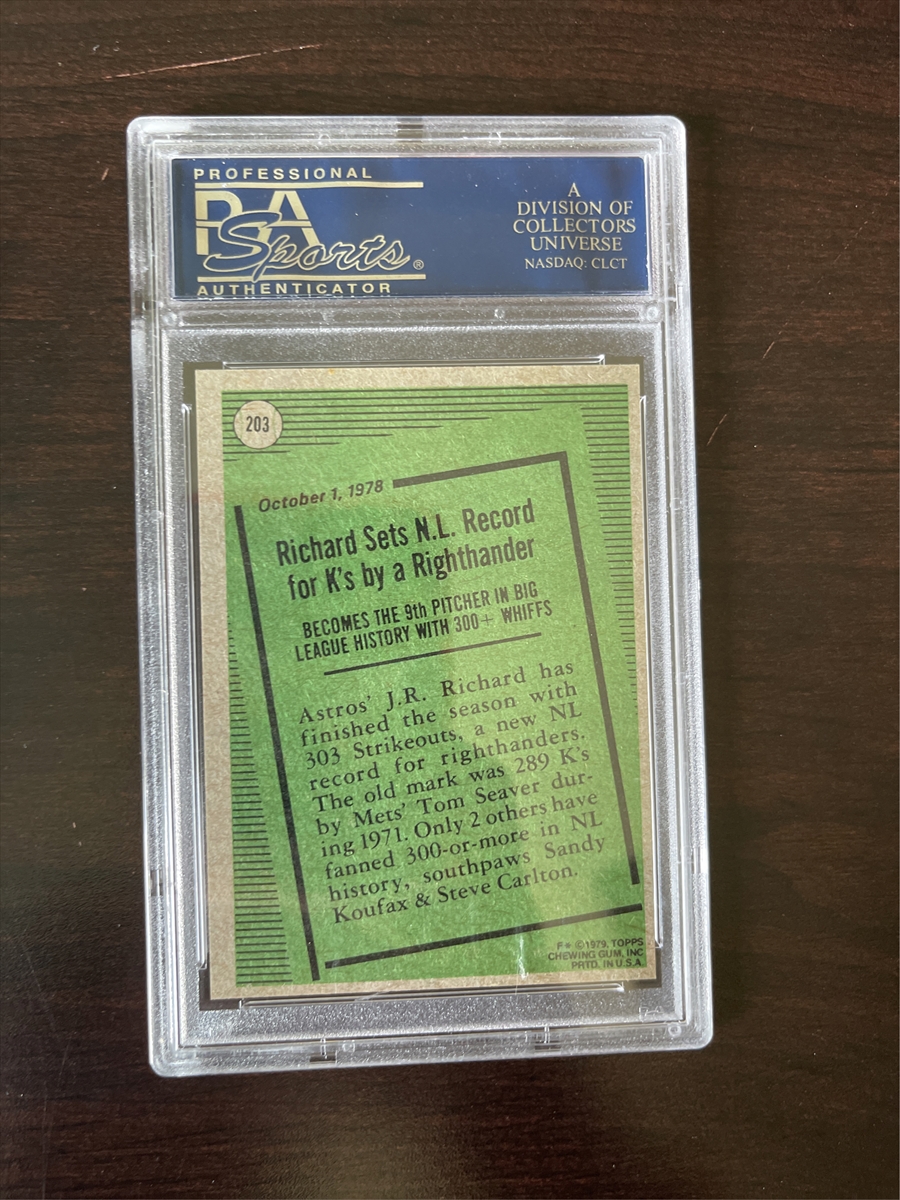 PROFESSIONAL
PSA
Sports®
AUTHENTICATOR
A
DIVISION OF
COLLECTORS
UNIVERSE
NASDAQ: CLCT
203
October 1, 1978
Richard Sets N.L. Record
for K's by a Righthander
BECOMES THE 9th PITCHER IN BIG
LEAGUE HISTORY WITH 300+ WHIFFS
Astros' J.R. Richard has
finished the season with
303 Strikeouts, a new NL
record for righthanders.
The old mark was 289 K's
by Mets' Tom Seaver dur-
ing 1971. Only 2 others have
fanned 300-or-more in NL
history, southpaws Sandy
Koufax & Steve Carlton.
F* ©1979, TOPPS
CHEWING GUM, INC
PRTD. IN U.S.A.